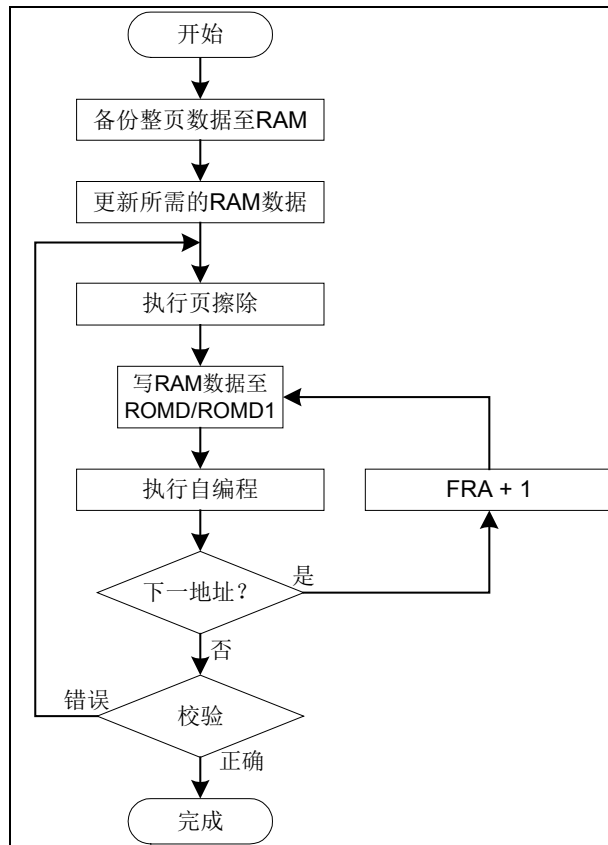 开始
备份整页数据至RAM
更新所需的RAM数据
执行页擦除
写RAM数据至
ROMD/ROMD1
执行自编程
FRA + 1
下一地址?
是
否
错误
校验
正确
完成